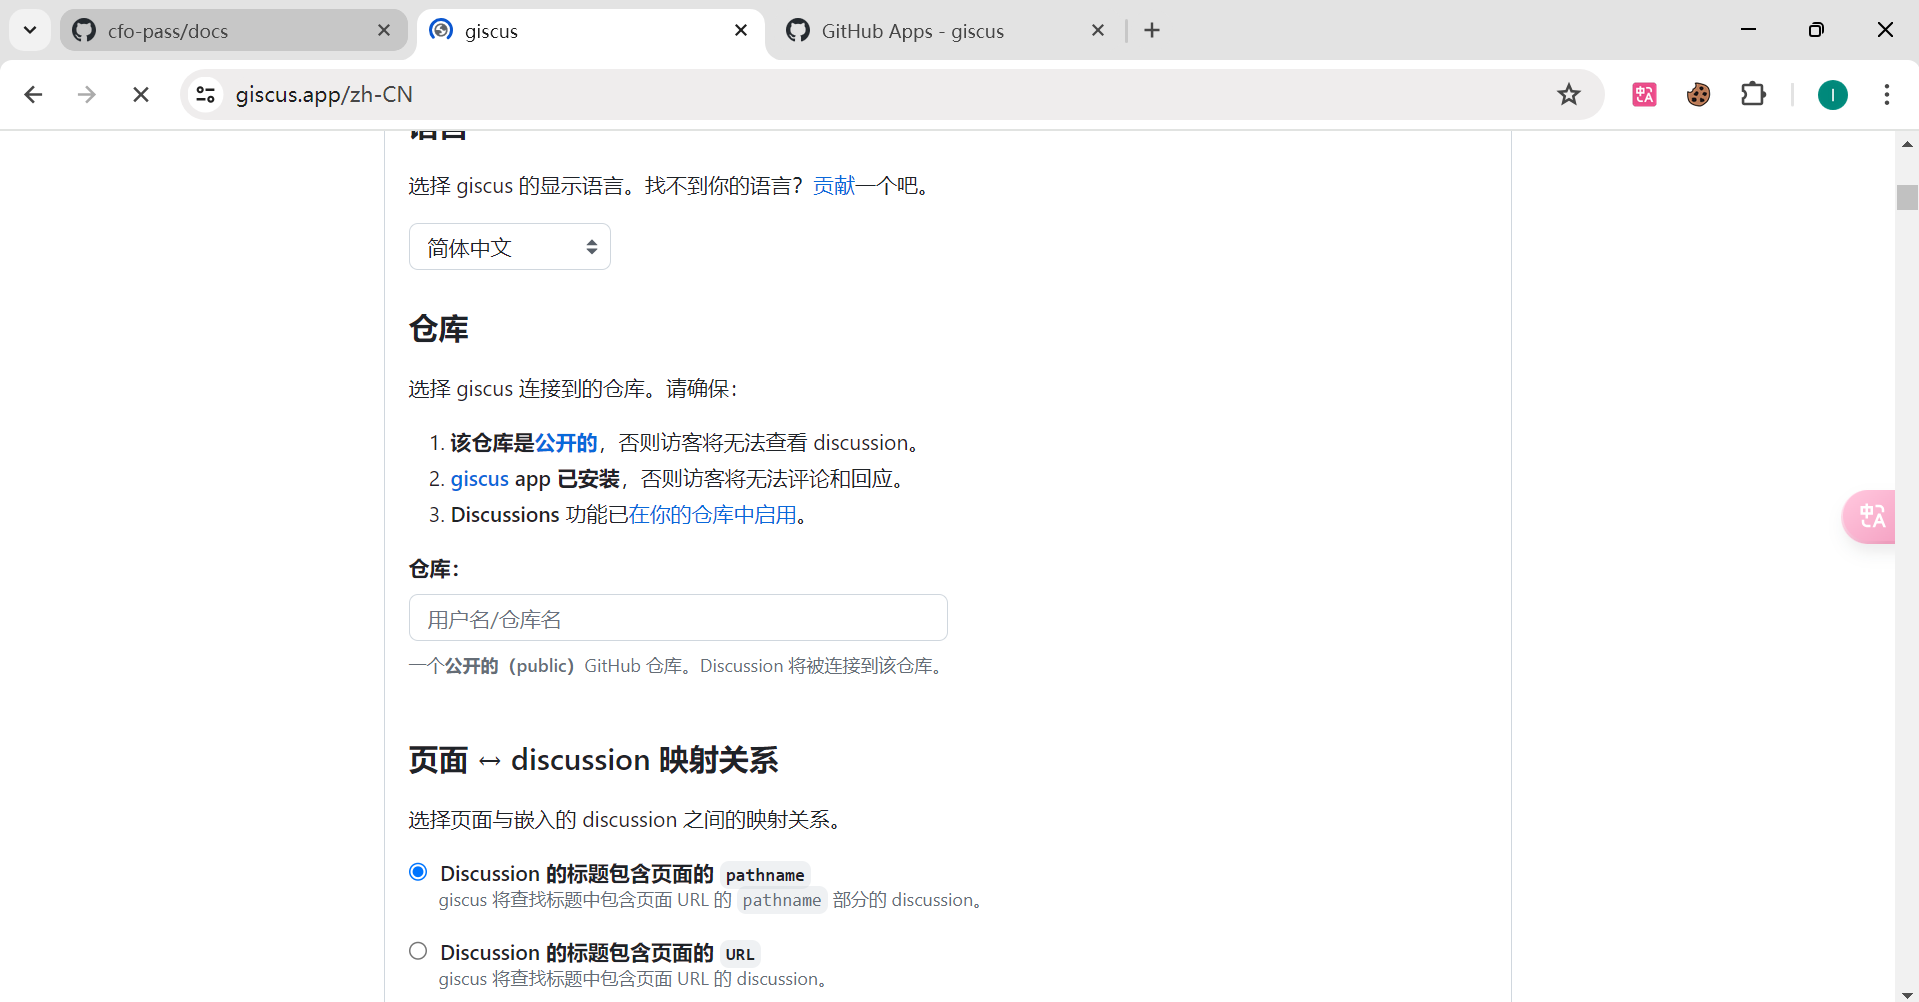 cfo-pass/docs
giscus
GitHub Apps - giscus
giscus.app/zh-CN
I
语言
选择 giscus 的显示语言。找不到你的语言？贡献一个吧。
简体中文
仓库
选择 giscus 连接到的仓库。请确保：
1. 该仓库是公开的，否则访客将无法查看 discussion。
2. giscus app 已安装，否则访客将无法评论和回应。
3. Discussions 功能已在你的仓库中启用。
仓库：
用户名/仓库名
一个公开的（public）GitHub 仓库。Discussion 将被连接到该仓库。
页面 ↔ discussion 映射关系
选择页面与嵌入的 discussion 之间的映射关系。
Discussion 的标题包含页面的 pathname
giscus 将查找标题中包含页面 URL 的 pathname 部分的 discussion。
Discussion 的标题包含页面的 URL
giscus 将查找标题中包含页面 URL 的 discussion。